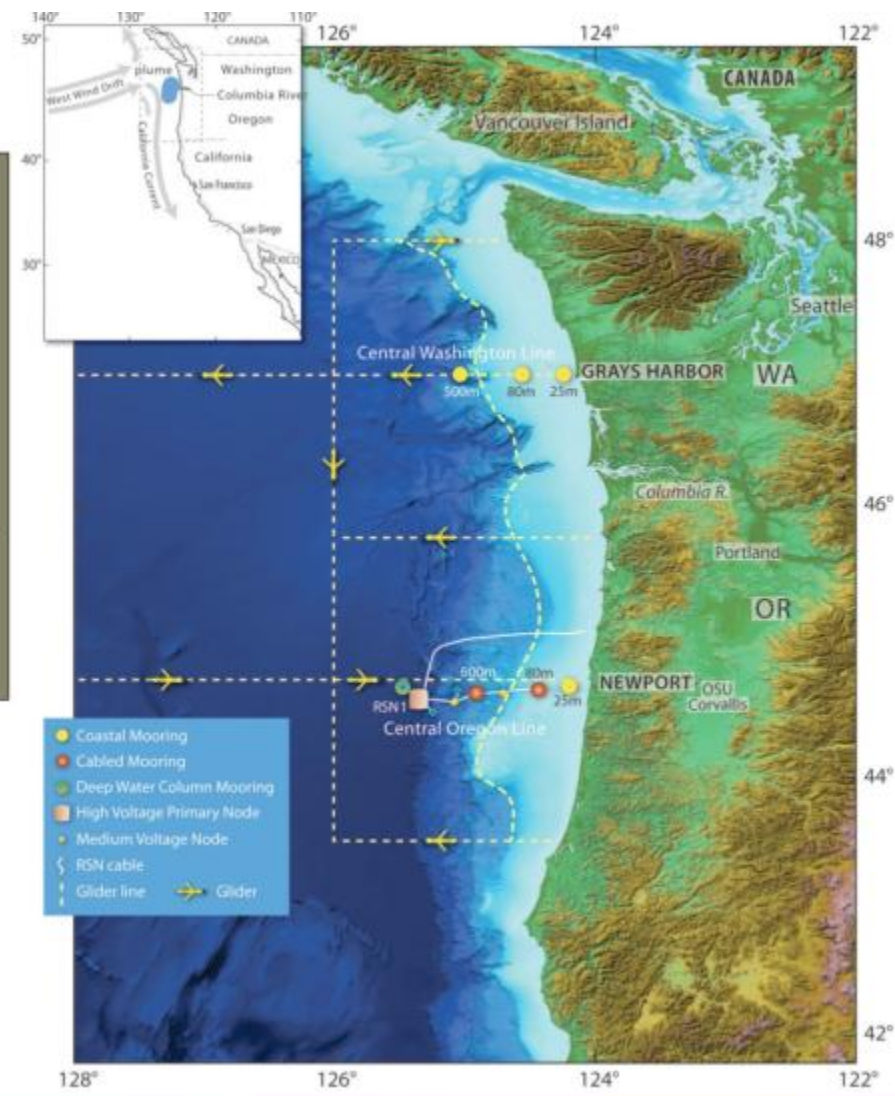 140°
130°
120°
110°
50°
40°
30°
CANADA
Washington
plume
Columbia River
West Wind Drift
Oregon
California Current
California
San Francisco
San Diego
MEXICO
126°
124°
122°
CANADA
Vancouver Island
48°
Seattle
Central Washington Line
GRAYS HARBOR
WA
500m
80m
25m
Columbia R.
46°
Portland
OR
600m
80m
NEWPORT
25m
OSU
Corvallis
RSN1
Central Oregon Line
Coastal Mooring
Cabled Mooring
Deep Water Column Mooring
High Voltage Primary Node
Medium Voltage Node
RSN cable
Glider line
Glider
44°
42°
128°
126°
124°
122°